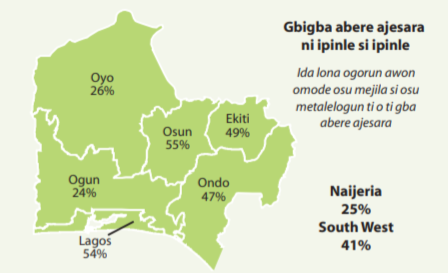 Gbigba abere ajesara
ni ipinle si ipinle
Ida lona ogorun awon
omode osu mejila si osu
metalelogun ti o ti gba
abere ajesara
Oyo
26%
Osun
55%
Ekiti
49%
Ogun
24%
Ondo
47%
Lagos
54%
Naijeria
25%
South West
41%